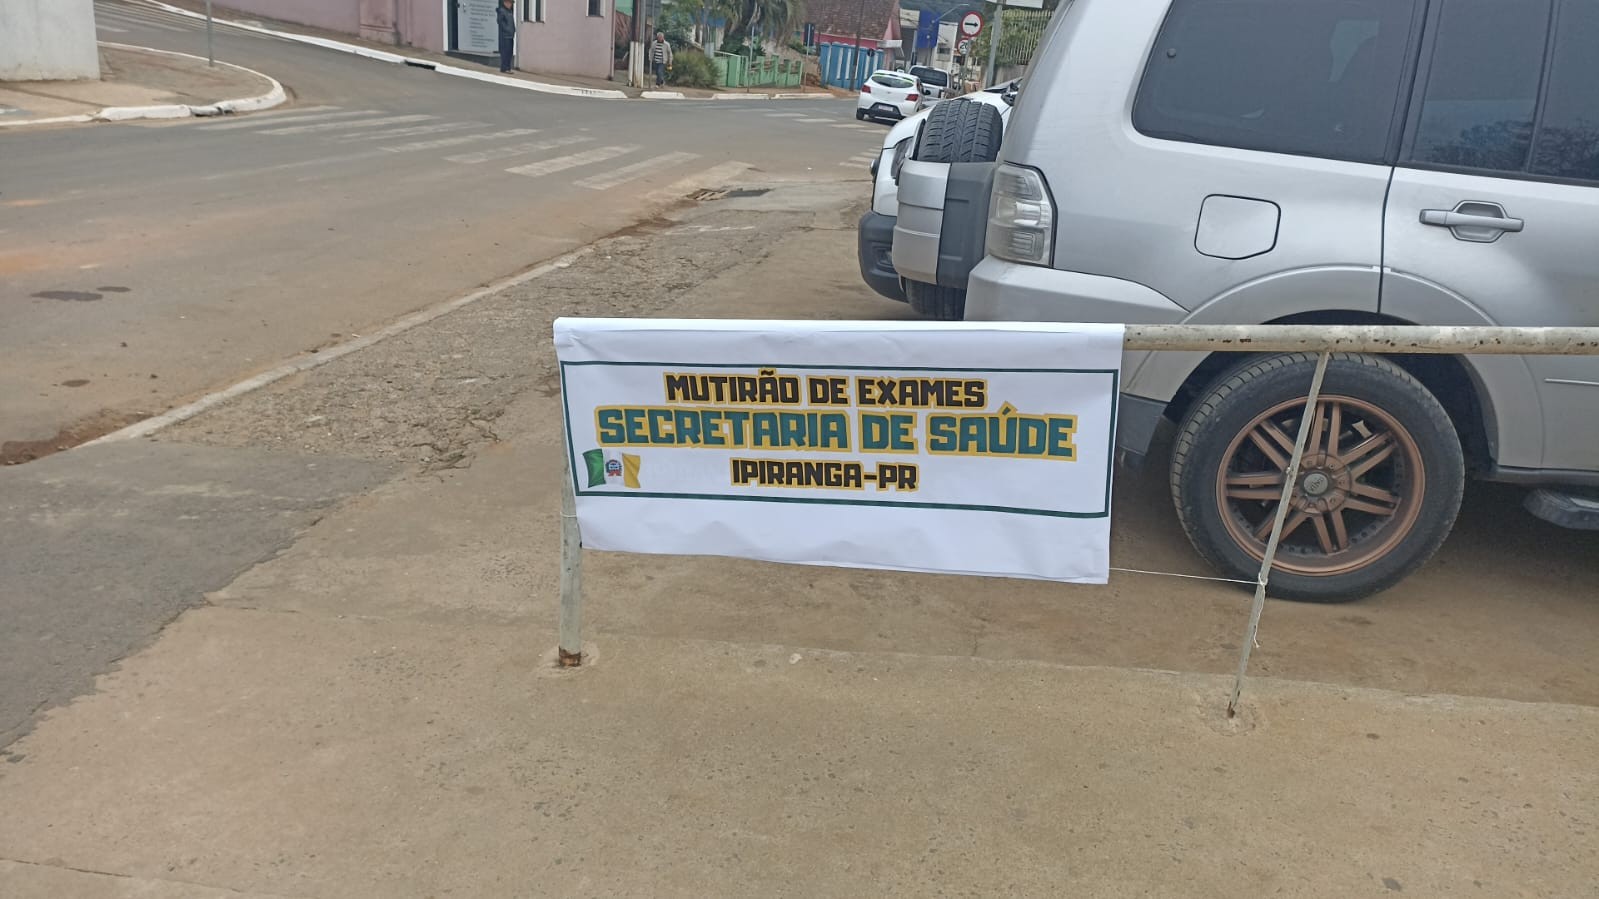 MUTIRÃO DE EXAMES
SECRETARIA DE SAÚDE
IPIRANGA-PR